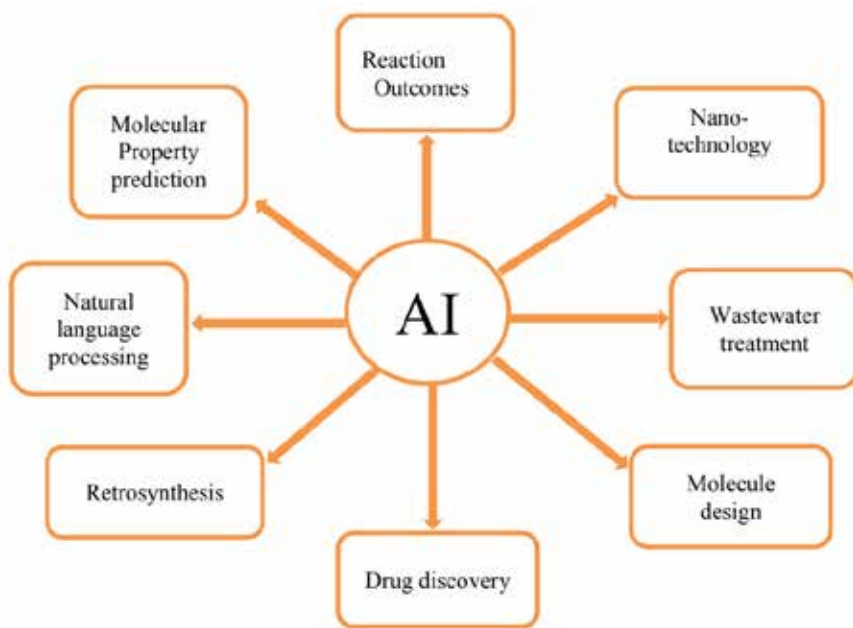 Reaction
Outcomes
Nano-
technology
Molecular
Property
prediction
AI
Natural
language
processing
Wastewater
treatment
Retrosynthesis
Molecule
design
Drug discovery